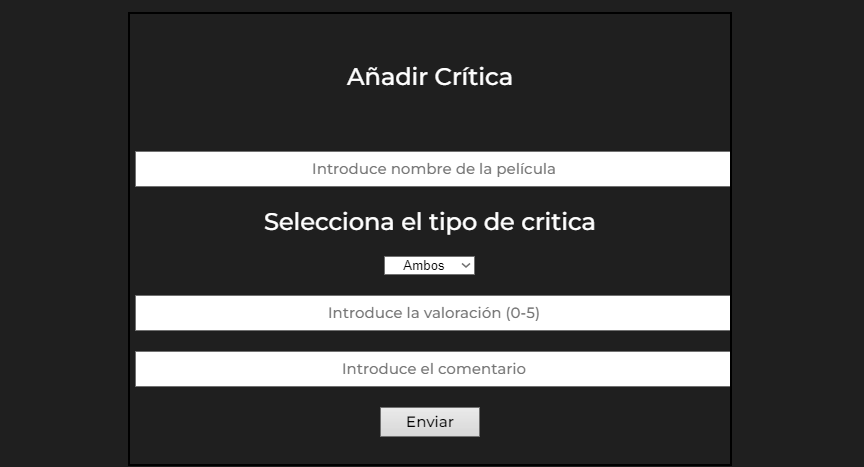 Añadir Crítica
Introduce nombre de la película
Selecciona el tipo de critica
Ambos
Introduce la valoración (0-5)
Introduce el comentario
Enviar